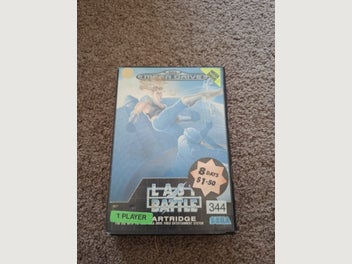 MEGA DRIVE
8 DAYS
$1-50
LAST
BATTLE
344
1 PLAYER
CARTRIDGE
SEGA